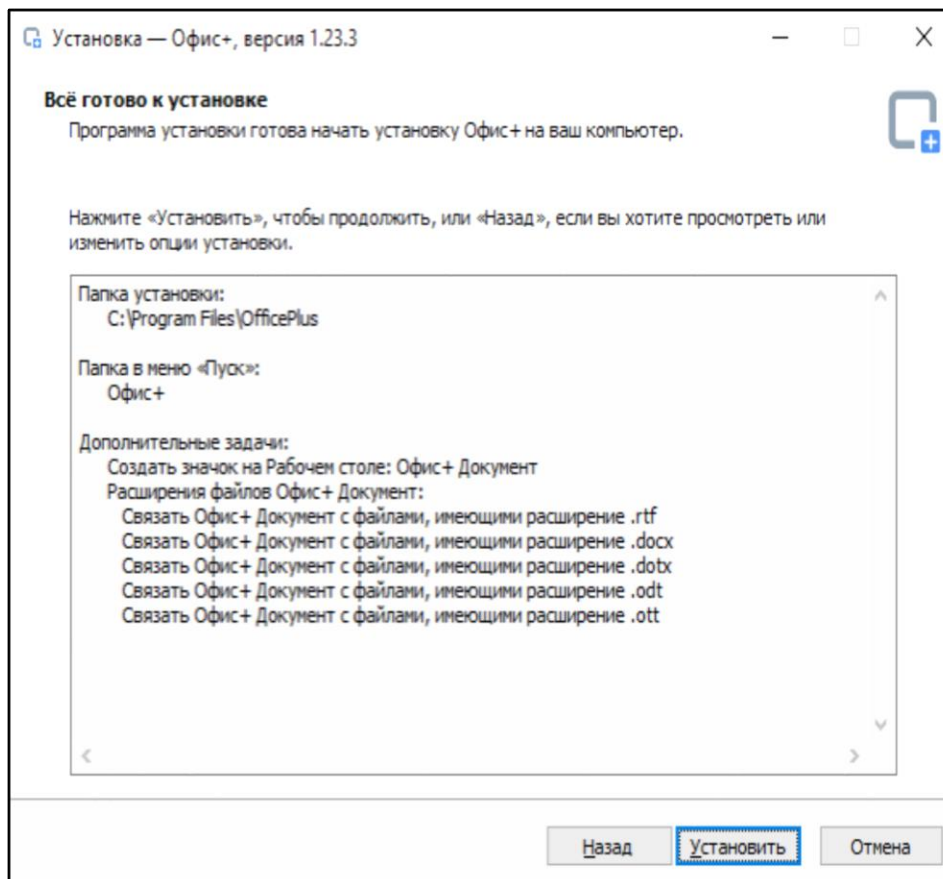 Установка — Офис+, версия 1.23.3
Всё готово к установке
Программа установки готова начать установку Офис+ на ваш компьютер.
Нажмите «Установить», чтобы продолжить, или «Назад», если вы хотите просмотреть или
изменить опции установки.
Папка установки:
C:\Program Files\OfficePlus
Папка в меню «Пуск»:
Офис+
Дополнительные задачи:
Создать значок на Рабочем столе: Офис+ Документ
Расширения файлов Офис+ Документ:
Связать Офис+ Документ с файлами, имеющими расширение .rtf
Связать Офис+ Документ с файлами, имеющими расширение .docx
Связать Офис+ Документ с файлами, имеющими расширение .dotx
Связать Офис+ Документ с файлами, имеющими расширение .odt
Связать Офис+ Документ с файлами, имеющими расширение .ott
Назад
Установить
Отмена